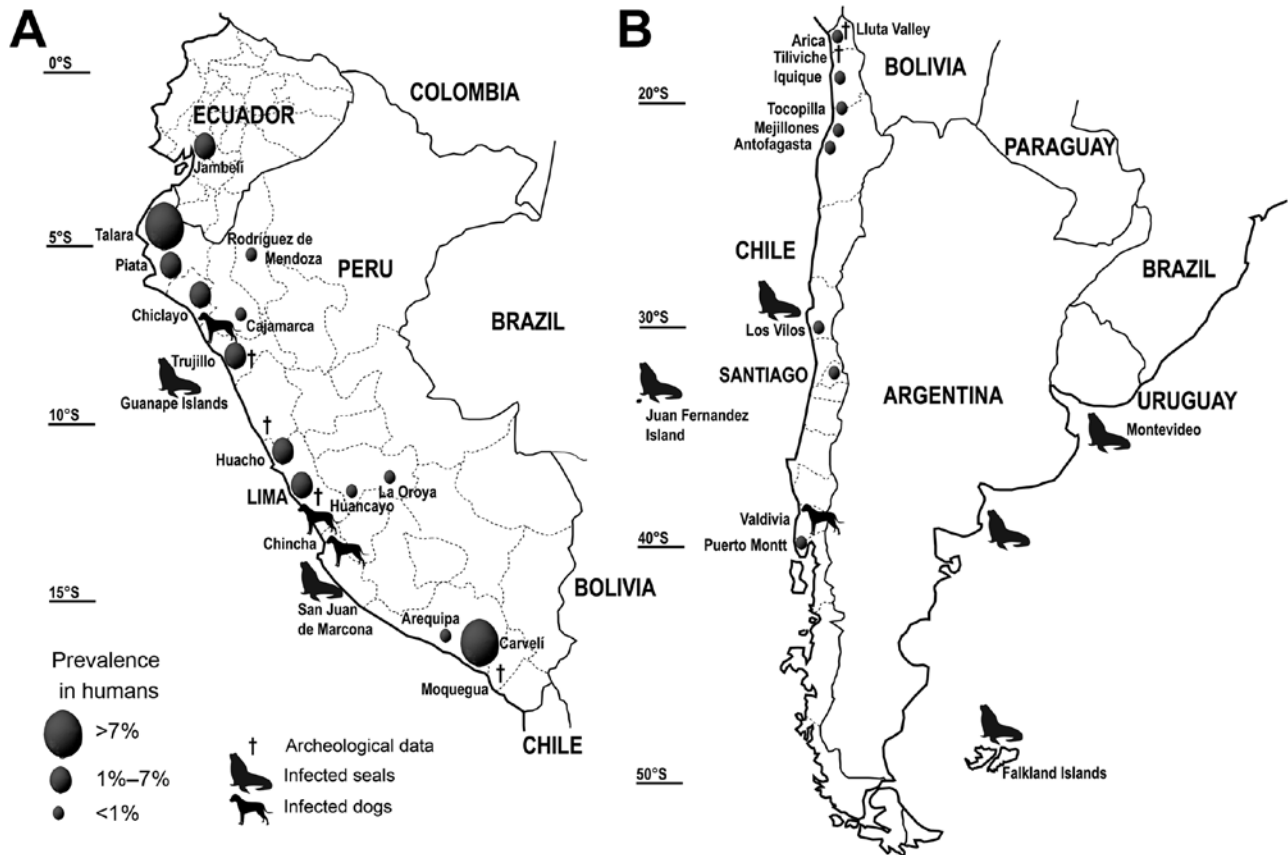 A
0°S
COLOMBIA
ECUADOR
Jambelí
Talara
5°S
Rodríguez de
Mendoza
Piata
PERU
Chiclayo
Cajamarca
BRAZIL
Trujillo
†
Guanape Islands
10°S
†
Huacho
LIMA
†
La Oroya
Huancayo
Chincha
BOLIVIA
15°S
San Juan
de Marcona
Arequipa
Carvelí
Moquegua
†
CHILE
Prevalence
in humans
>7%
1%–7%
<1%
† Archeological data
Infected seals
Infected dogs
B
Arica
† Lluta Valley
Tiliviche
†
Iquique
BOLIVIA
20°S
Tocopilla
Mejillones
Antofagasta
PARAGUAY
CHILE
BRAZIL
30°S
Los Vilos
SANTIAGO
ARGENTINA
Juan Fernandez
Island
URUGUAY
Montevideo
Valdivia
40°S
Puerto Montt
50°S
Falkland Islands